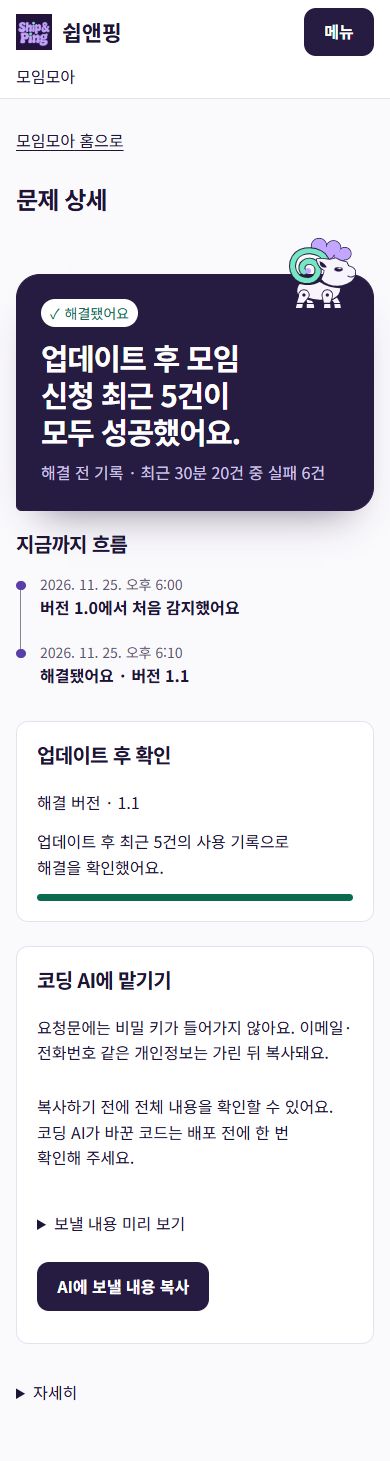 Ship&
Ping
쉽앤핑
메뉴
모임모아
모임모아 홈으로
문제 상세
✓ 해결됐어요
업데이트 후 모임
신청 최근 5건이
모두 성공했어요.
해결 전 기록 · 최근 30분 20건 중 실패 6건
지금까지 흐름
2026. 11. 25. 오후 6:00
버전 1.0에서 처음 감지했어요
2026. 11. 25. 오후 6:10
해결됐어요 · 버전 1.1
업데이트 후 확인
해결 버전 · 1.1
업데이트 후 최근 5건의 사용 기록으로
해결을 확인했어요.
코딩 AI에 맡기기
요청문에는 비밀 키가 들어가지 않아요. 이메일·
전화번호 같은 개인정보는 가린 뒤 복사돼요.
복사하기 전에 전체 내용을 확인할 수 있어요.
코딩 AI가 바꾼 코드는 배포 전에 한 번
확인해 주세요.
▶ 보낼 내용 미리 보기
AI에 보낼 내용 복사
▶ 자세히